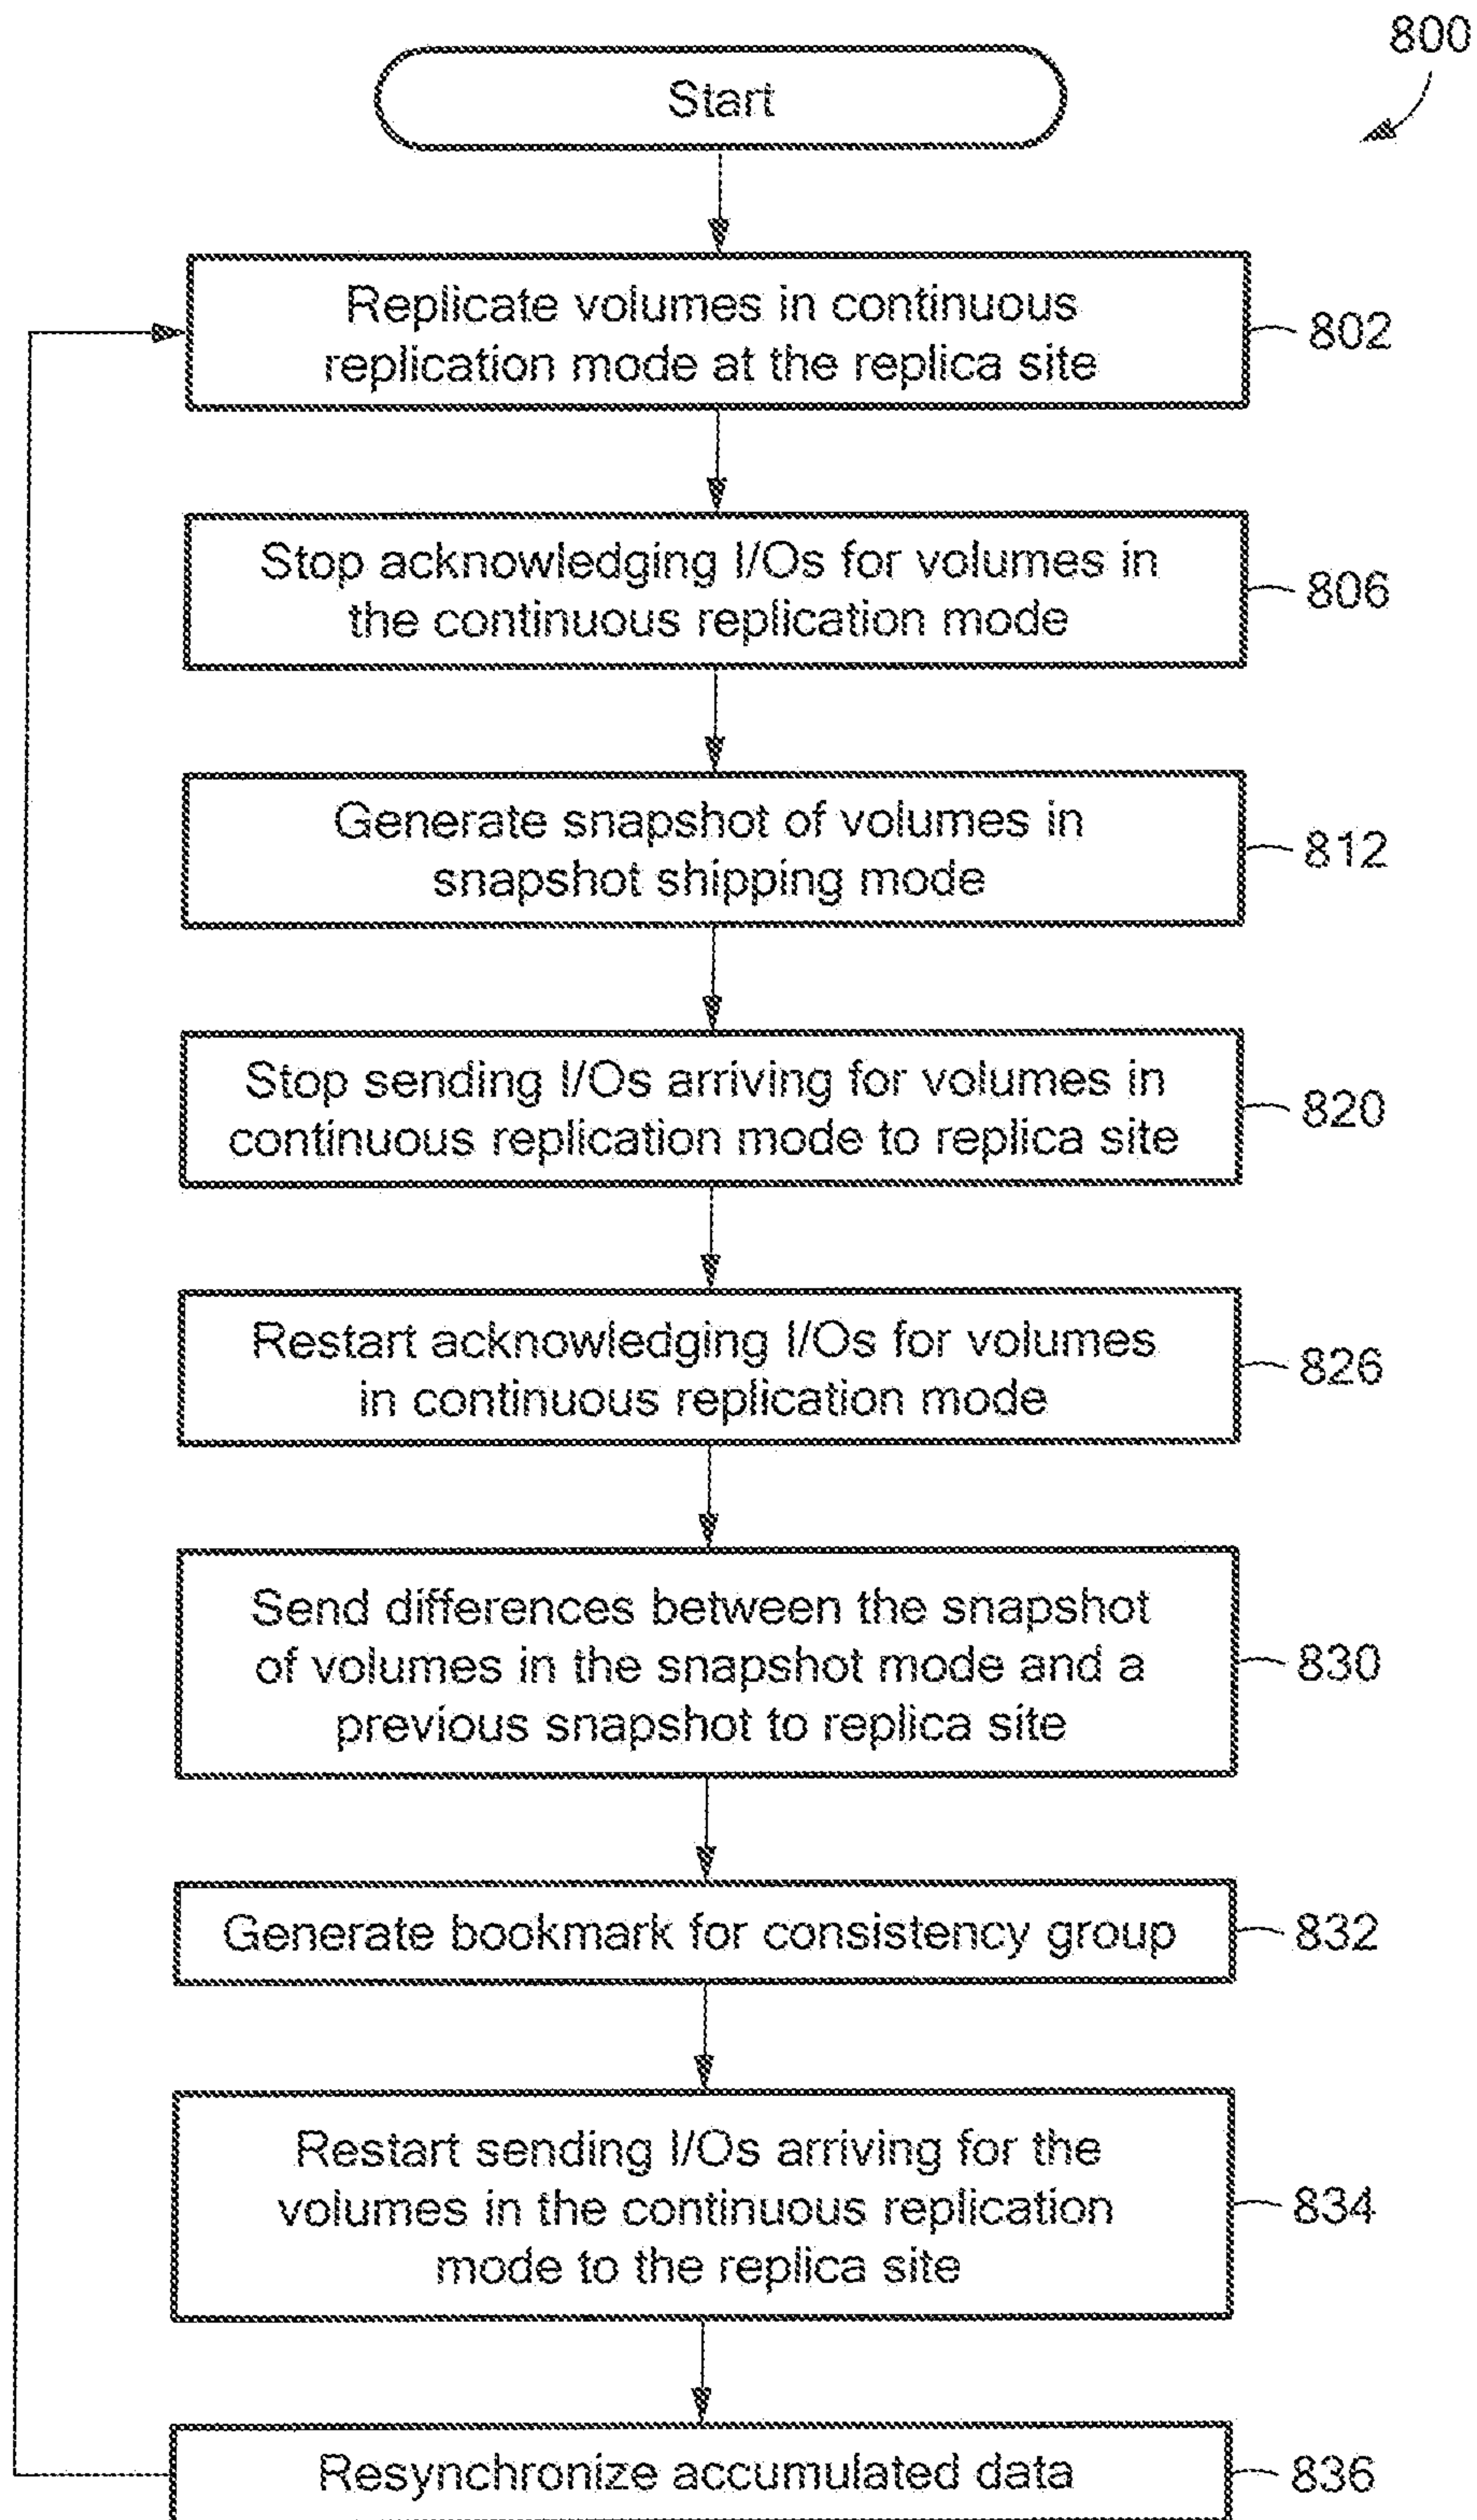 800
Start
Replicate volumes in continuous
replication mode at the replica site
802
Stop acknowledging I/Os for volumes in
the continuous replication mode
806
Generate snapshot of volumes in
snapshot shipping mode
812
Stop sending I/Os arriving for volumes in
continuous replication mode to replica site
820
Restart acknowledging I/Os for volumes
in continuous replication mode
826
Send differences between the snapshot
of volumes in the snapshot mode and a
previous snapshot to replica site
830
Generate bookmark for consistency group
832
Restart sending I/Os arriving for the
volumes in the continuous replication
mode to the replica site
834
Resynchronize accumulated data
836